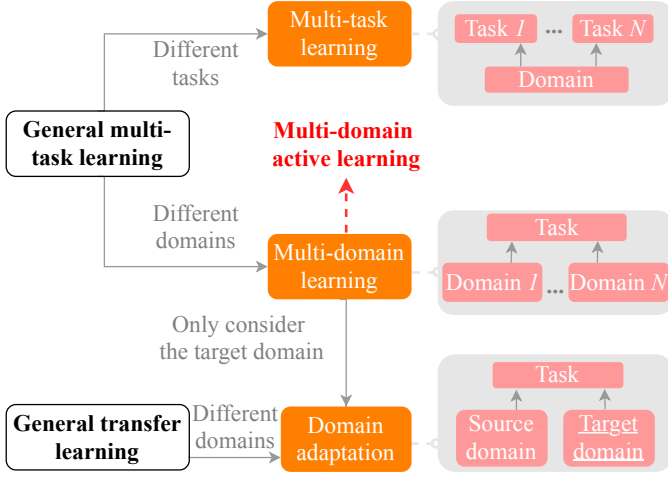 Different
tasks
Multi-task
learning
Task 1 ... Task N
Domain
General multi-
task learning
Multi-domain
active learning
Different
domains
Multi-domain
learning
Task
Domain 1 ... Domain N
Only consider
the target domain
General transfer
learning
Different
domains
Domain
adaptation
Task
Source
domain
Target
domain